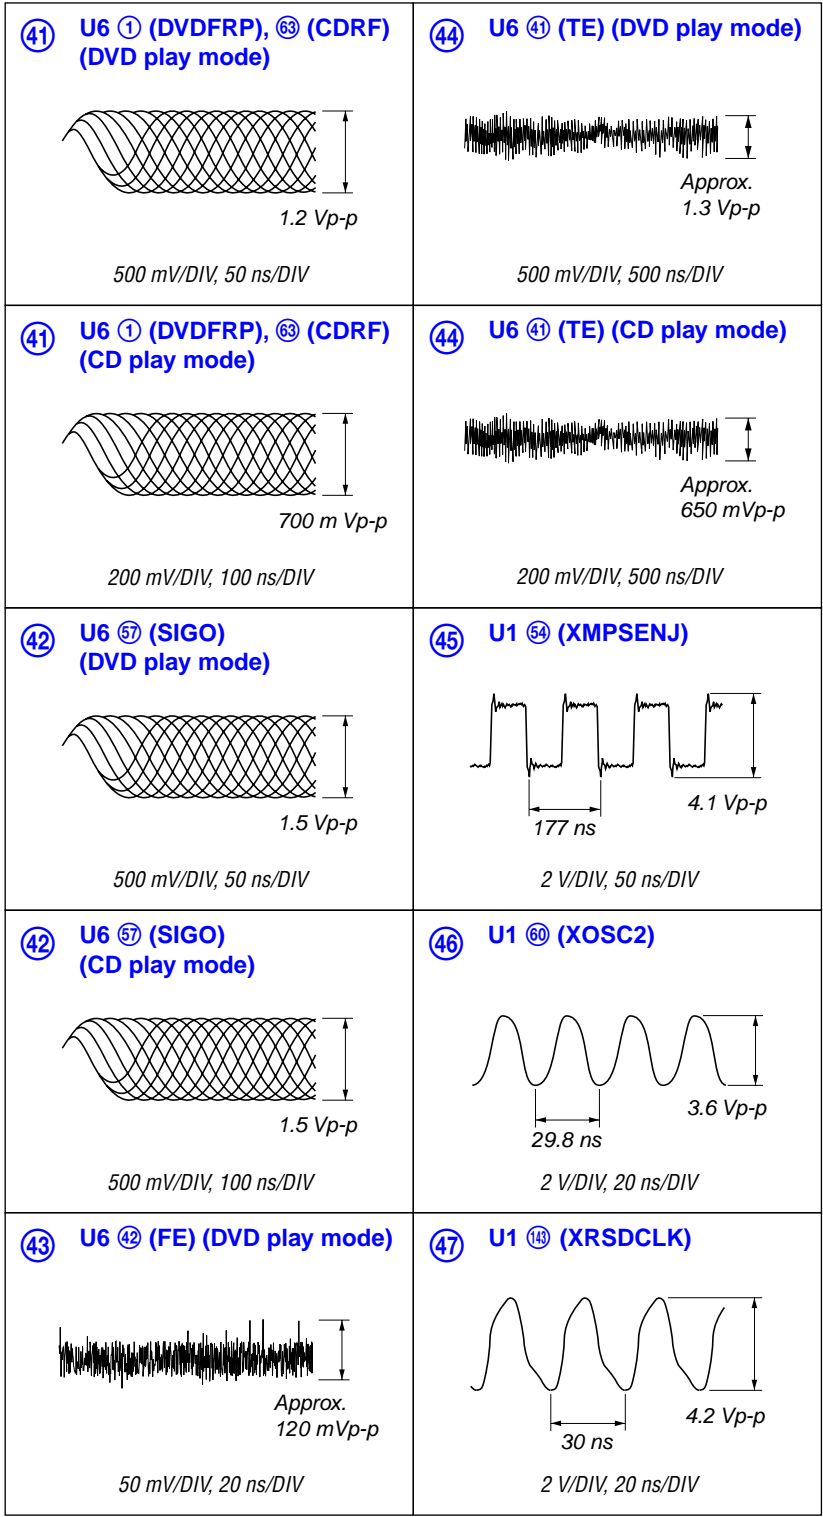 ㊶ U6 ① (DVDFRP), 63 (CDRF)
(DVD play mode)
1.2 Vp-p
500 mV/DIV, 50 ns/DIV
㊹ U6 ㊶ (TE) (DVD play mode)
Approx.
1.3 Vp-p
500 mV/DIV, 500 ns/DIV
㊶ U6 ① (DVDFRP), 63 (CDRF)
(CD play mode)
700 m Vp-p
200 mV/DIV, 100 ns/DIV
㊹ U6 ㊶ (TE) (CD play mode)
Approx.
650 mVp-p
200 mV/DIV, 500 ns/DIV
㊷ U6 57 (SIGO)
(DVD play mode)
1.5 Vp-p
500 mV/DIV, 50 ns/DIV
㊺ U1 54 (XMPSENJ)
4.1 Vp-p
177 ns
2 V/DIV, 50 ns/DIV
㊷ U6 57 (SIGO)
(CD play mode)
1.5 Vp-p
500 mV/DIV, 100 ns/DIV
㊻ U1 60 (XOSC2)
3.6 Vp-p
29.8 ns
2 V/DIV, 20 ns/DIV
㊸ U6 ㊷ (FE) (DVD play mode)
Approx.
120 mVp-p
50 mV/DIV, 20 ns/DIV
㊼ U1 143 (XRSDCLK)
4.2 Vp-p
30 ns
2 V/DIV, 20 ns/DIV